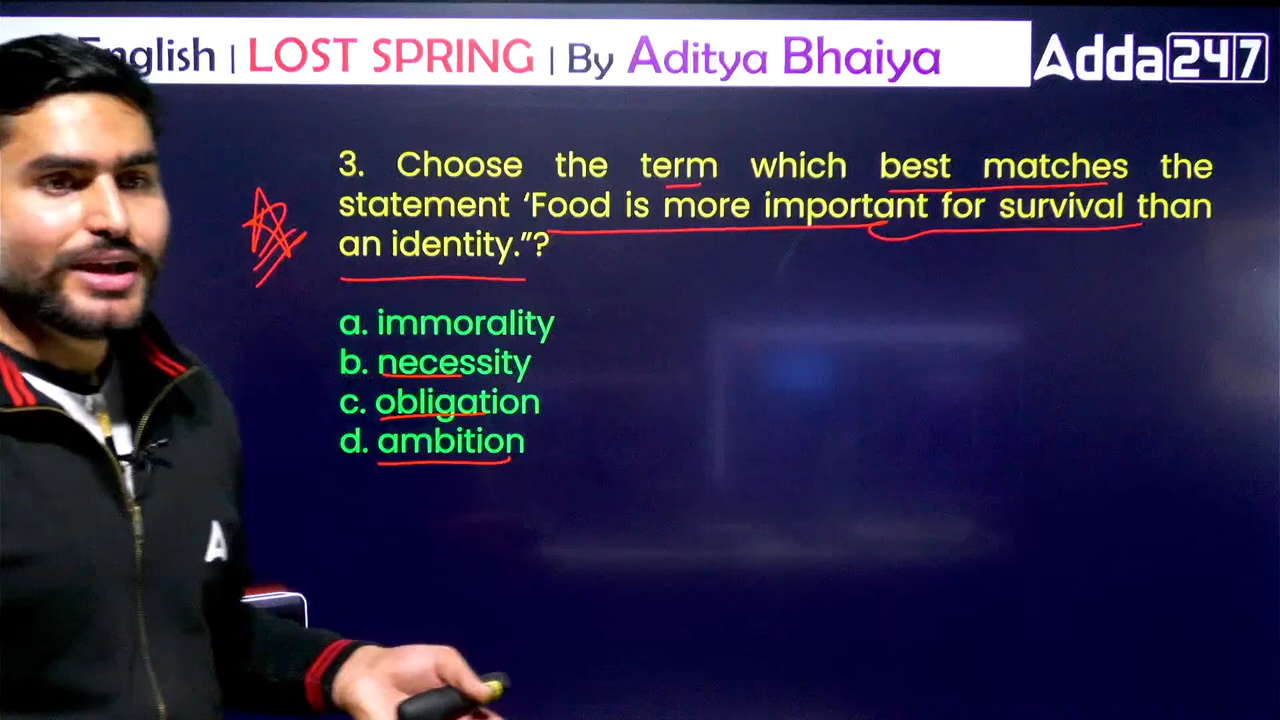 English | LOST SPRING | By Aditya Bhaiya
Adda247
3. Choose the term which best matches the
statement ‘Food is more important for survival than
an identity.”?
a. immorality
b. necessity
c. obligation
d. ambition
A